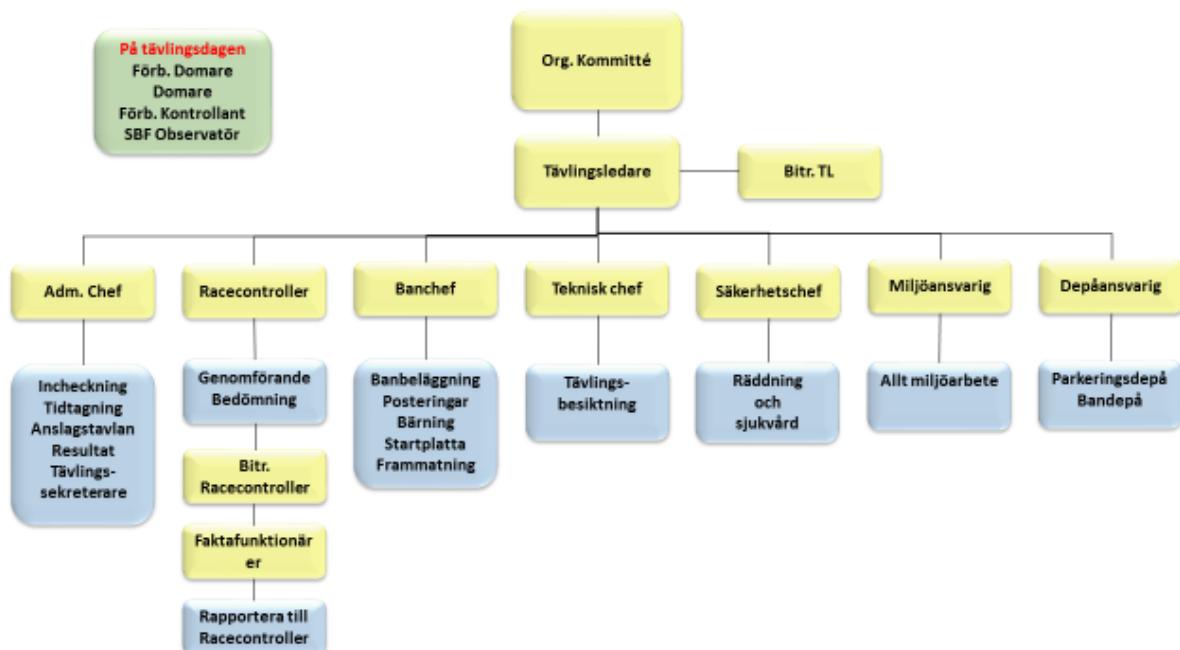 På tävlingsdagen
Förb. Domare
Domare
Förb. Kontrollant
SBF Observatör
Org. Kommitté
Tävlingsledare
Bitr. TL
Adm. Chef
Racecontroller
Banchef
Teknisk chef
Säkerhetschef
Miljöansvarig
Depåansvarig
Incheckning
Tidtagning
Anslagstavlan
Resultat
Tävlings-
sekreterare
Genomförande
Bedömning
Banbeläggning
Posteringar
Bärning
Startplatta
Frammatning
Tävlings-
besiktning
Räddning
och
sjukvård
Allt miljöarbete
Parkeringsdepå
Bandepå
Bitr.
Racecontroller
Faktafunktionär
er
Rapportera till
Racecontroller